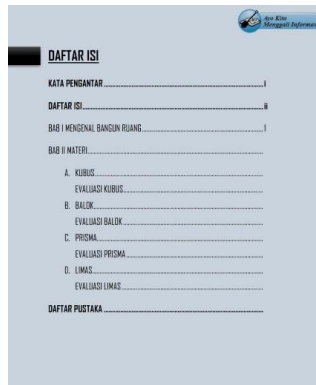 Ayo Kita
Menggali Informasi
DAFTAR ISI
KATA PENGANTAR ........ i
DAFTAR ISI ........ ii
BAB I MENGENAL BANGUN RUANG ........ 1
BAB II MATERI ........
A. KUBUS ........
EVALUASI KUBUS ........
B. BALOK ........
EVALUASI BALOK ........
C. PRISMA ........
EVALUASI PRISMA ........
D. LIMAS ........
EVALUASI LIMAS ........
DAFTAR PUSTAKA ........